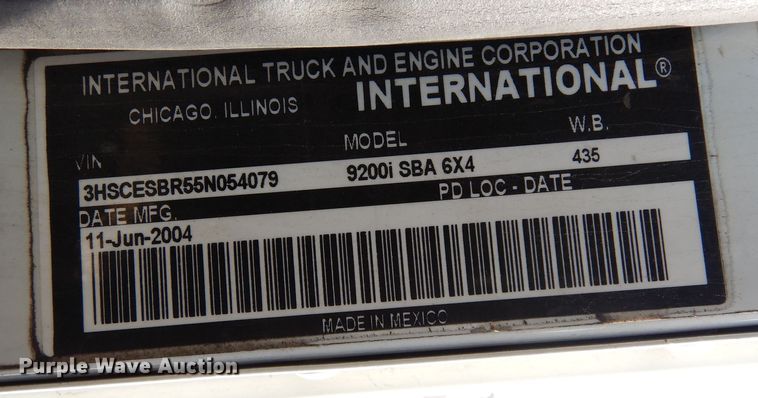 INTERNATIONAL TRUCK AND ENGINE CORPORATION
CHICAGO, ILLINOIS INTERNATIONAL®
VIN MODEL W.B.
3HSCESBR55N054079 9200i SBA 6X4 435
DATE MFG. PD LOC - DATE
11-Jun-2004
MADE IN MEXICO
Purple Wave Auction